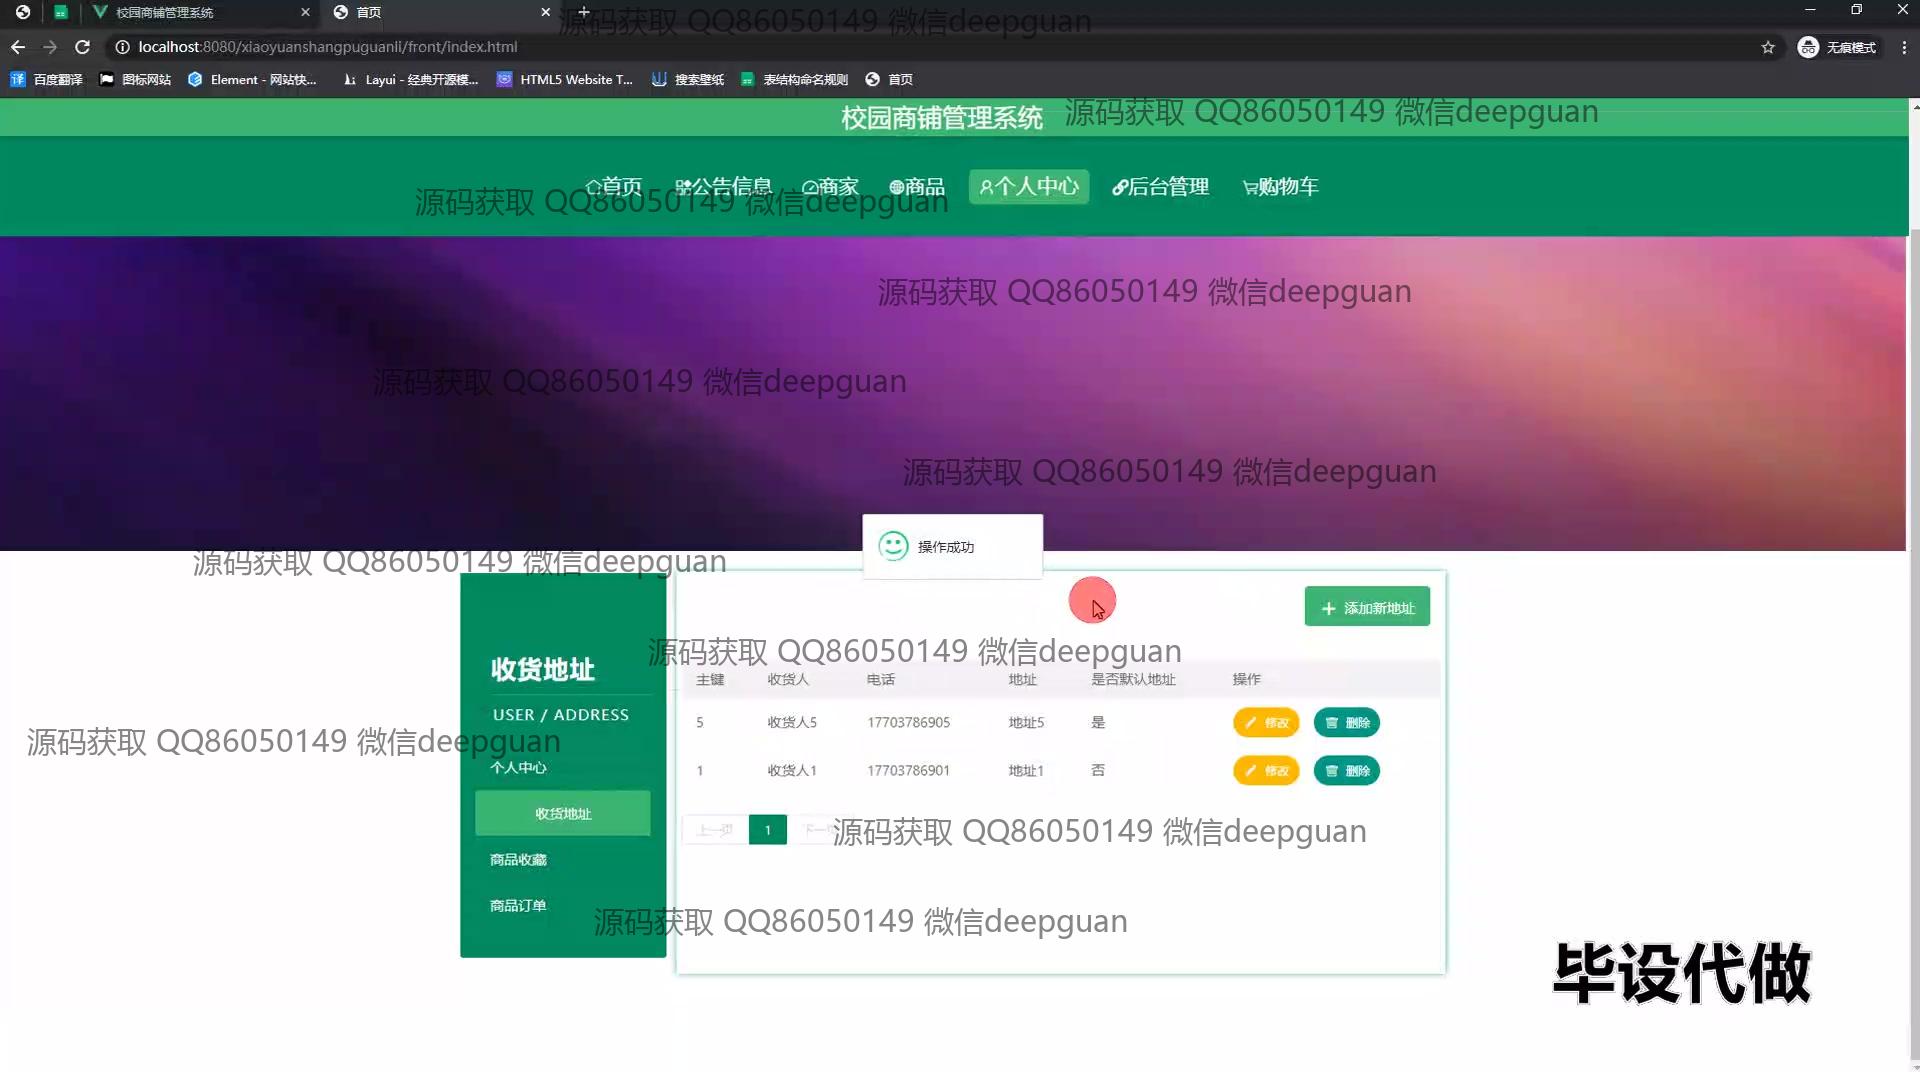 校园商铺管理系统
首页
源码获取 QQ86050149 微信deepguan
localhost:8080/xiaoyuanshangpuguanli/front/index.html
无痕模式
百度翻译
图标网站
Element - 网站快...
Layui - 经典开源模...
HTML5 Website T...
搜索壁纸
表结构命名规则
首页
校园商铺管理系统
源码获取 QQ86050149 微信deepguan
首页
公告信息
商家
商品
个人中心
后台管理
购物车
源码获取 QQ86050149 微信deepguan
源码获取 QQ86050149 微信deepguan
源码获取 QQ86050149 微信deepguan
源码获取 QQ86050149 微信deepguan
操作成功
源码获取 QQ86050149 微信deepguan
添加新地址
源码获取 QQ86050149 微信deepguan
收货地址
USER / ADDRESS
主键 收货人 电话 地址 是否默认地址 操作
5 收货人5 17703786905 地址5 是 修改 删除
源码获取 QQ86050149 微信deepguan
个人中心
1 收货人1 17703786901 地址1 否 修改 删除
收货地址
上一页 1 下一页
源码获取 QQ86050149 微信deepguan
商品收藏
商品订单
源码获取 QQ86050149 微信deepguan
毕设代做